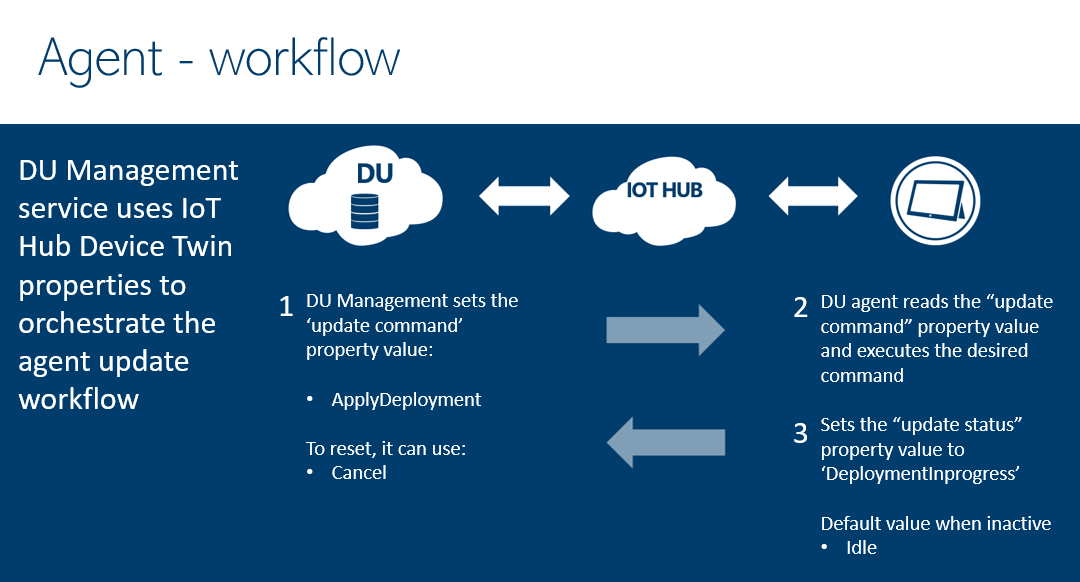 Agent - workflow
DU Management
service uses IoT
Hub Device Twin
properties to
orchestrate the
agent update
workflow
DU
IOT HUB
1 DU Management sets the
‘update command’
property value:
• ApplyDeployment
To reset, it can use:
• Cancel
2 DU agent reads the “update
command” property value
and executes the desired
command
3 Sets the “update status”
property value to
‘DeploymentInprogress’
Default value when inactive
• Idle